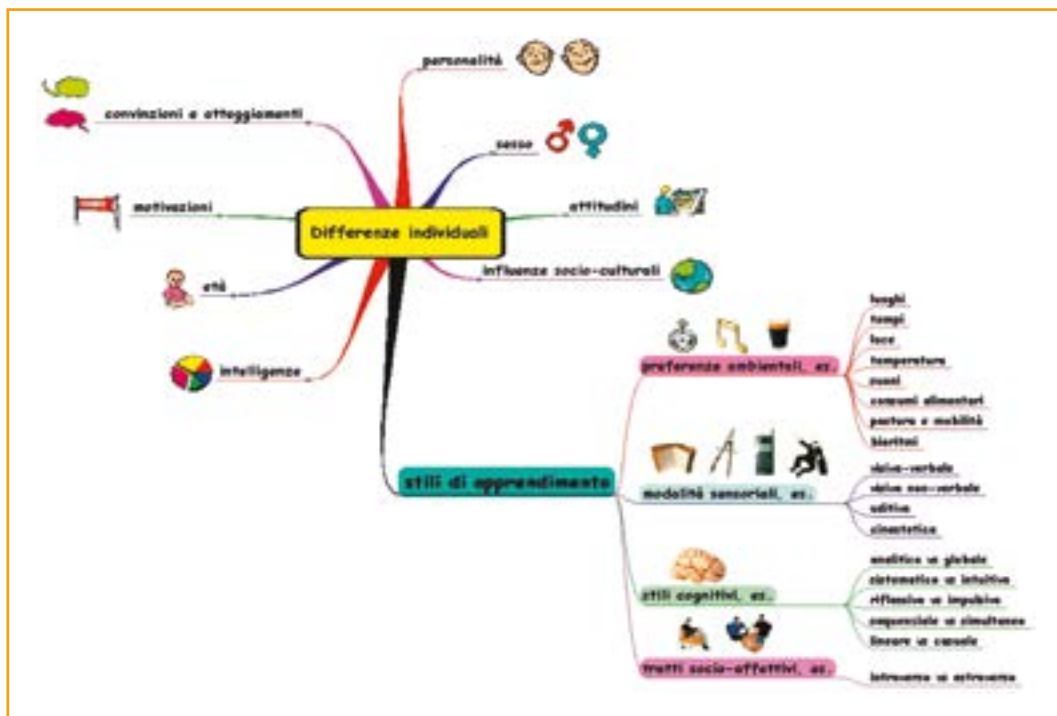 personalità
convinzioni e atteggiamenti
sesso
motivazioni
attitudini
Differenze individuali
influenze socio-culturali
età
intelligenze
stili di apprendimento
preferenze ambientali, es.
luoghi
tempi
luce
temperatura
suoni
consumi alimentari
postura e mobilità
bioritmi
modalità sensoriali, es.
visiva-verbale
visiva non-verbale
uditiva
cinestetica
stili cognitivi, es.
analitico vs globale
sistematico vs intuitivo
riflessivo vs impulsivo
sequenziale vs simultaneo
lineare vs casuale
tratti socio-affettivi, es.
introverso vs estroverso